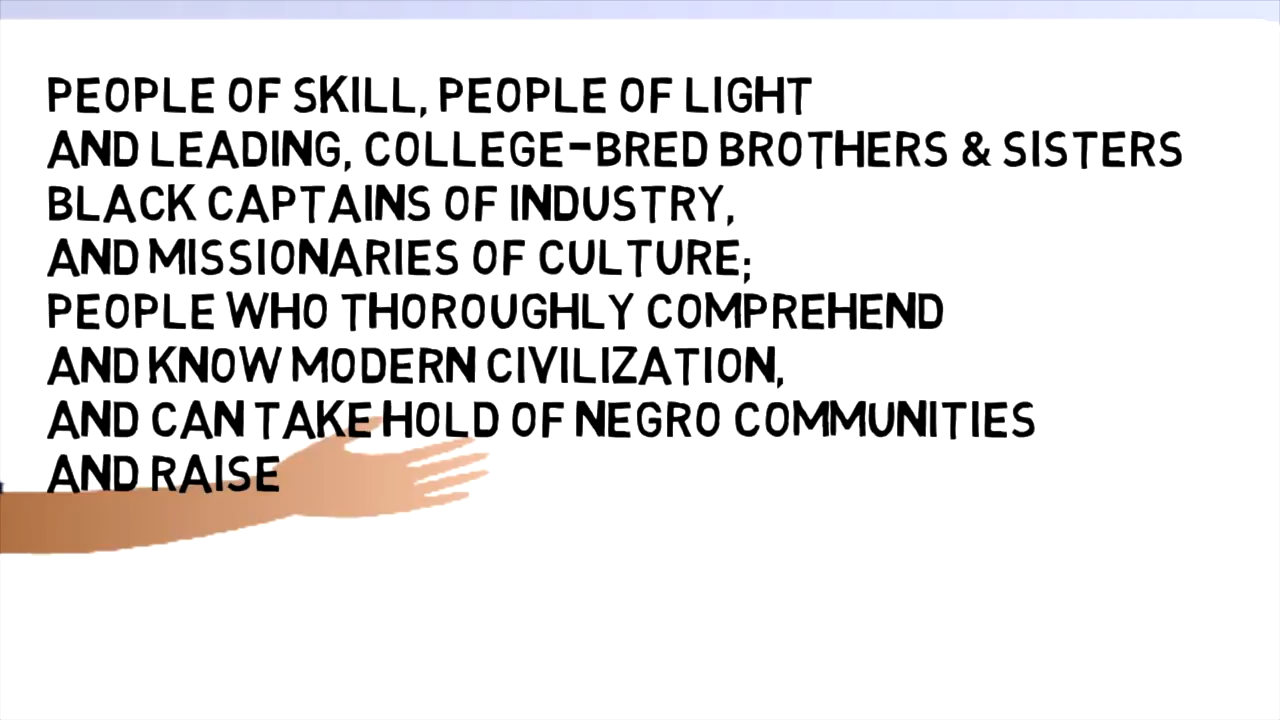 PEOPLE OF SKILL, PEOPLE OF LIGHT
AND LEADING, COLLEGE-BRED BROTHERS & SISTERS
BLACK CAPTAINS OF INDUSTRY,
AND MISSIONARIES OF CULTURE;
PEOPLE WHO THOROUGHLY COMPREHEND
AND KNOW MODERN CIVILIZATION,
AND CAN TAKE HOLD OF NEGRO COMMUNITIES
AND RAISE